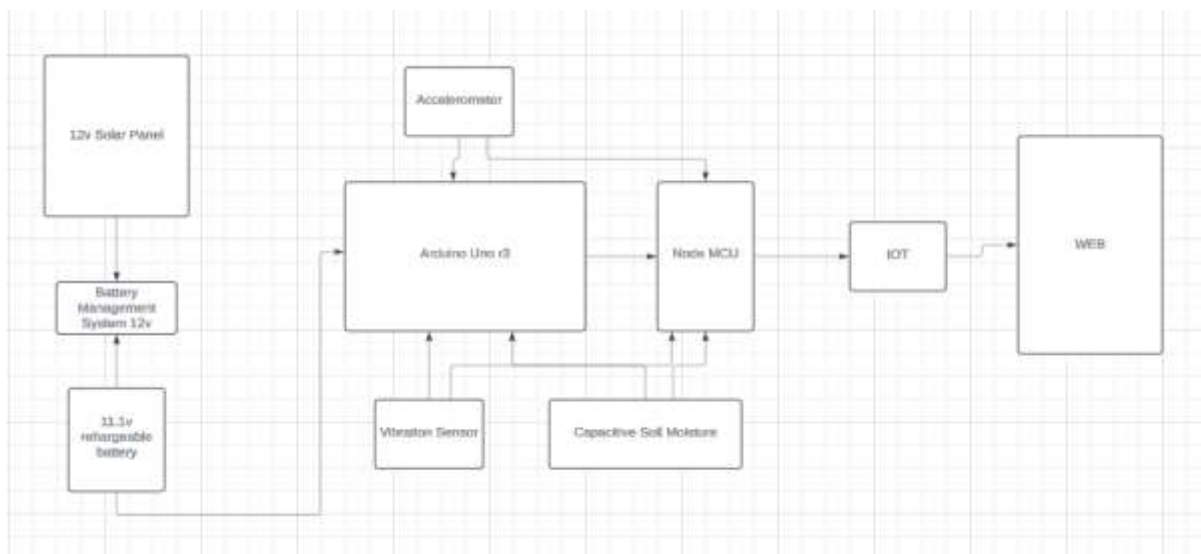 12v Solar Panel
Accelerometer
Arduino Uno r3
Node MCU
IOT
WEB
Battery
Management
System 12v
11.1v
rehargeable
battery
Vibration Sensor
Capacitive Soil Moisture